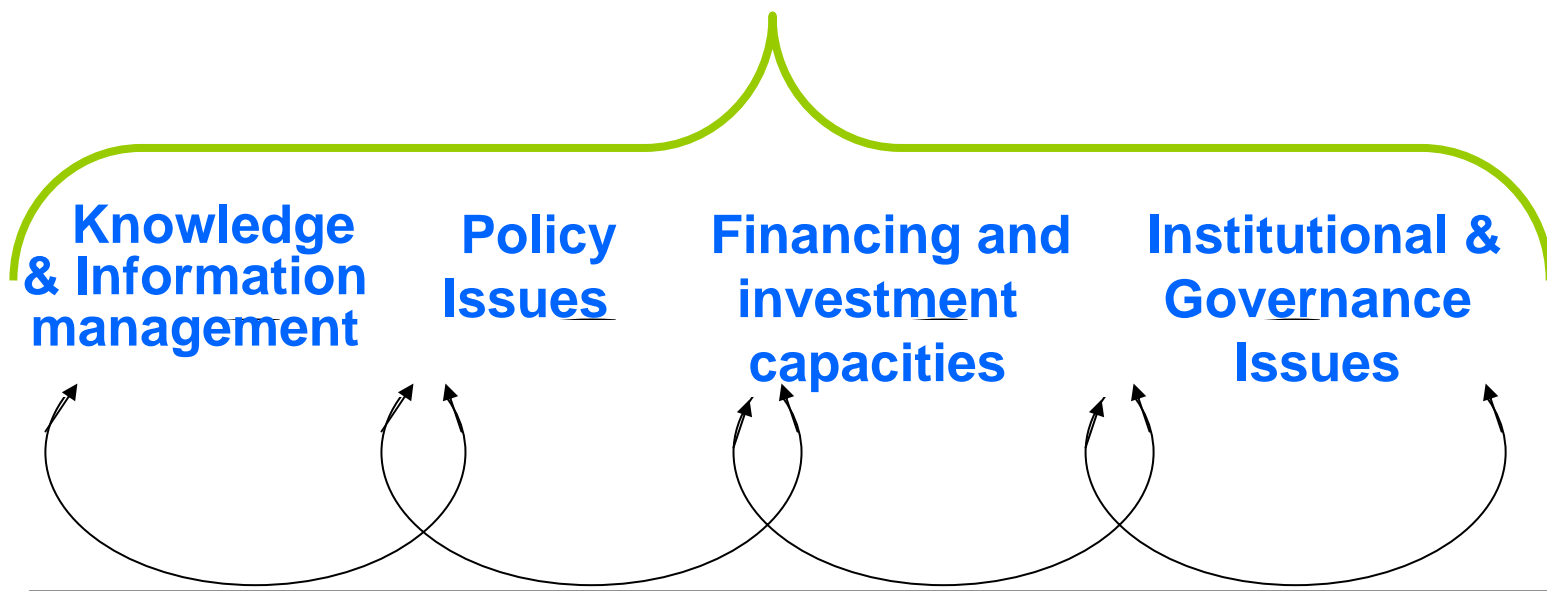 Knowledge
& Information
management
Policy
Issues
Financing and
investment
capacities
Institutional &
Governance
Issues